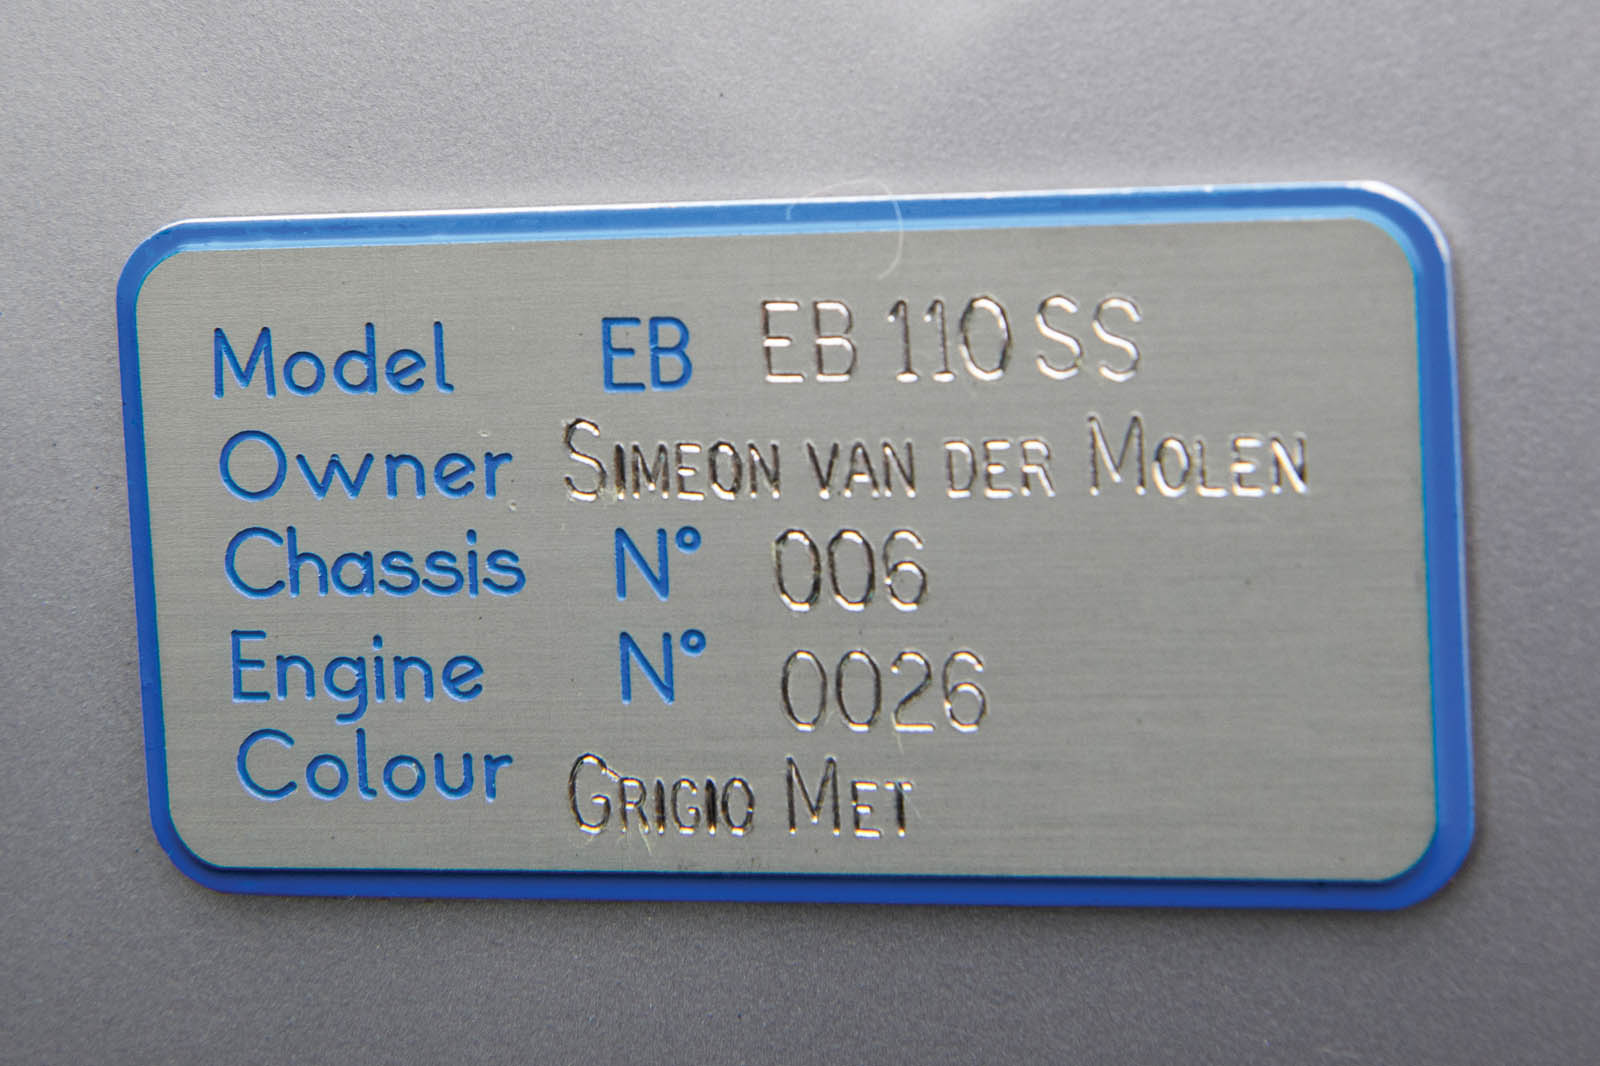 Model EB EB 110 SS
Owner SIMEON VAN DER MOLEN
Chassis N° 006
Engine N° 0026
Colour GRIGIO MET